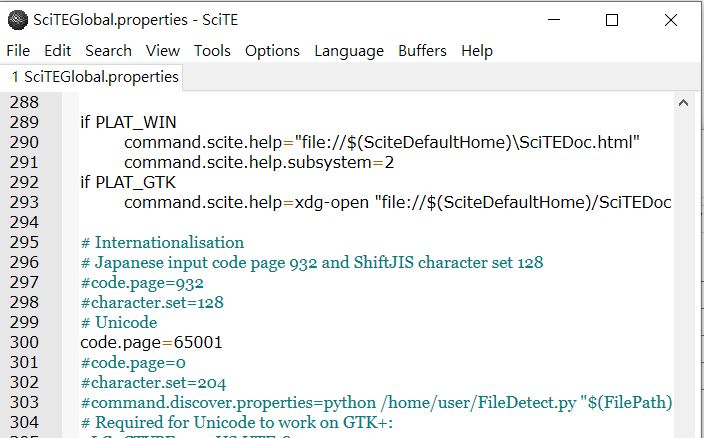 SciTEGlobal.properties - SciTE
File Edit Search View Tools Options Language Buffers Help
1 SciTEGlobal.properties
288
289 if PLAT_WIN
290 command.scite.help="file://$(SciteDefaultHome)\SciTEDoc.html"
291 command.scite.help.subsystem=2
292 if PLAT_GTK
293 command.scite.help=xdg-open "file://$(SciteDefaultHome)/SciTEDoc
294
295 # Internationalisation
296 # Japanese input code page 932 and ShiftJIS character set 128
297 #code.page=932
298 #character.set=128
299 # Unicode
300 code.page=65001
301 #code.page=0
302 #character.set=204
303 #command.discover.properties=python /home/user/FileDetect.py "$(FilePath)
304 # Required for Unicode to work on GTK+: